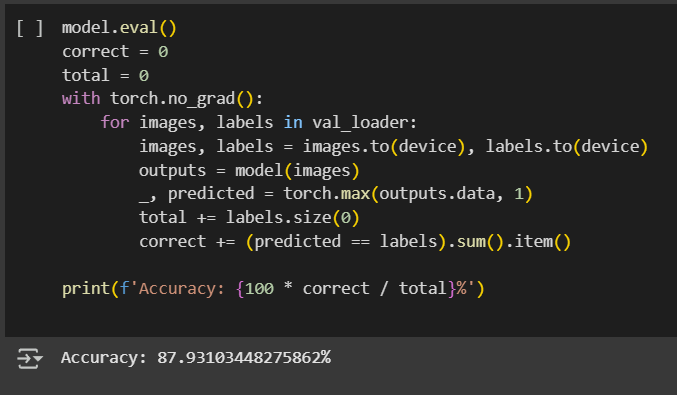 [ ] model.eval()
correct = 0
total = 0
with torch.no_grad():
    for images, labels in val_loader:
        images, labels = images.to(device), labels.to(device)
        outputs = model(images)
        _, predicted = torch.max(outputs.data, 1)
        total += labels.size(0)
        correct += (predicted == labels).sum().item()
print(f'Accuracy: {100 * correct / total}%')
Accuracy: 87.93103448275862%